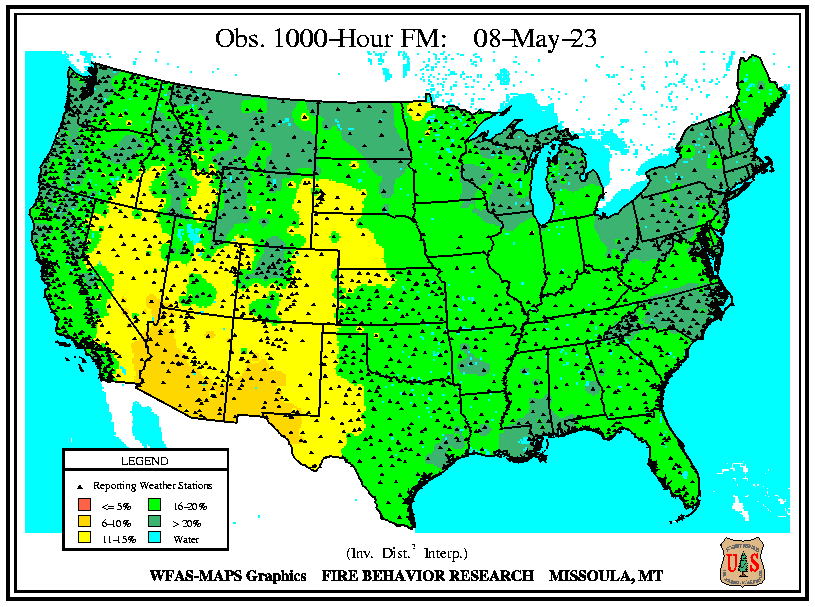 Obs. 1000-Hour FM: 08-May-23
LEGEND
Reporting Weather Stations
<= 5% 16-20%
6-10% > 20%
11-15% Water
(Inv. Dist.² Interp.)
WFAS-MAPS Graphics FIRE BEHAVIOR RESEARCH MISSOULA, MT
U S